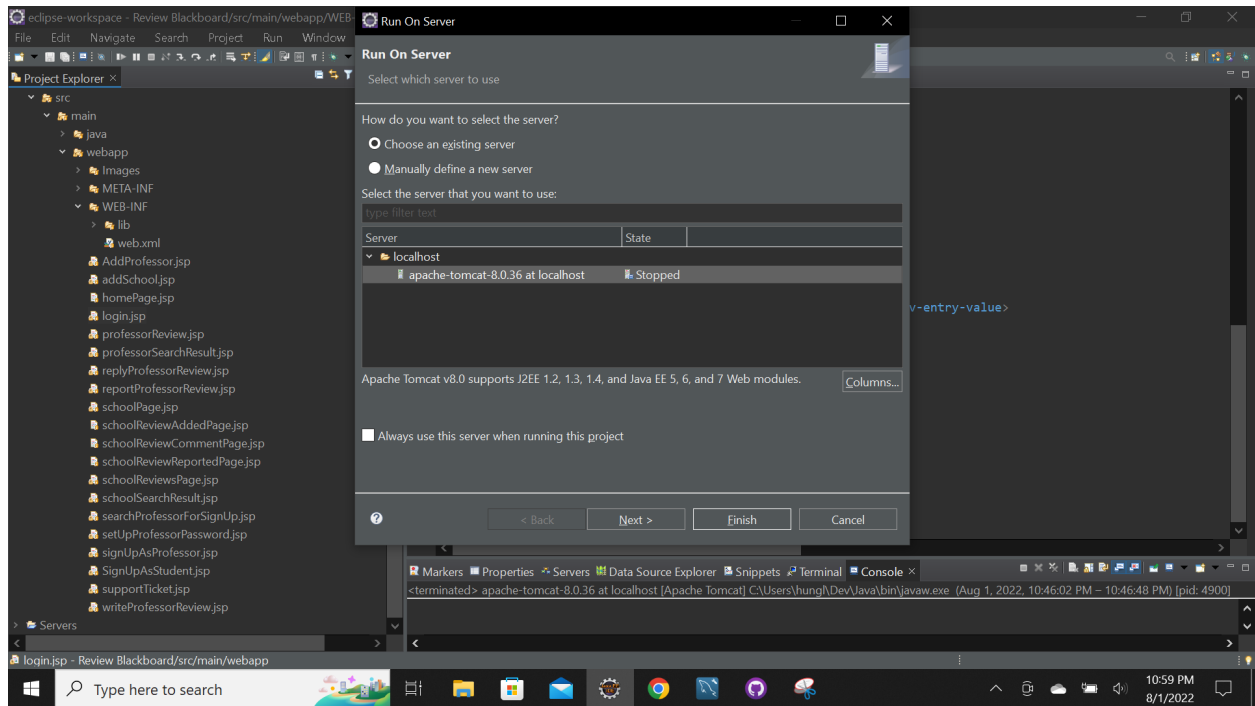 eclipse-workspace - Review Blackboard/src/main/webapp/WEB-
File Edit Navigate Search Project Run Window
Project Explorer
src
main
java
webapp
Images
META-INF
WEB-INF
lib
web.xml
AddProfessor.jsp
addSchool.jsp
homePage.jsp
login.jsp
professorReview.jsp
professorSearchResult.jsp
replyProfessorReview.jsp
reportProfessorReview.jsp
schoolPage.jsp
schoolReviewAddedPage.jsp
schoolReviewCommentPage.jsp
schoolReviewReportedPage.jsp
schoolReviewsPage.jsp
schoolSearchResult.jsp
searchProfessorForSignUp.jsp
setUpProfessorPassword.jsp
signUpAsProfessor.jsp
SignUpAsStudent.jsp
supportTicket.jsp
writeProfessorReview.jsp
Servers
Run On Server
Run On Server
Select which server to use
How do you want to select the server?
Choose an existing server
Manually define a new server
Select the server that you want to use:
type filter text
Server State
localhost
apache-tomcat-8.0.36 at localhost Stopped
Apache Tomcat v8.0 supports J2EE 1.2, 1.3, 1.4, and Java EE 5, 6, and 7 Web modules.
Columns...
Always use this server when running this project
< Back Next > Finish Cancel
v-entry-value>
Markers Properties Servers Data Source Explorer Snippets Terminal Console
<terminated> apache-tomcat-8.0.36 at localhost [Apache Tomcat] C:\Users\hungl\Dev\Java\bin\javaw.exe (Aug 1, 2022, 10:46:02 PM – 10:46:48 PM) [pid: 4900]
login.jsp - Review Blackboard/src/main/webapp
Type here to search
10:59 PM
8/1/2022